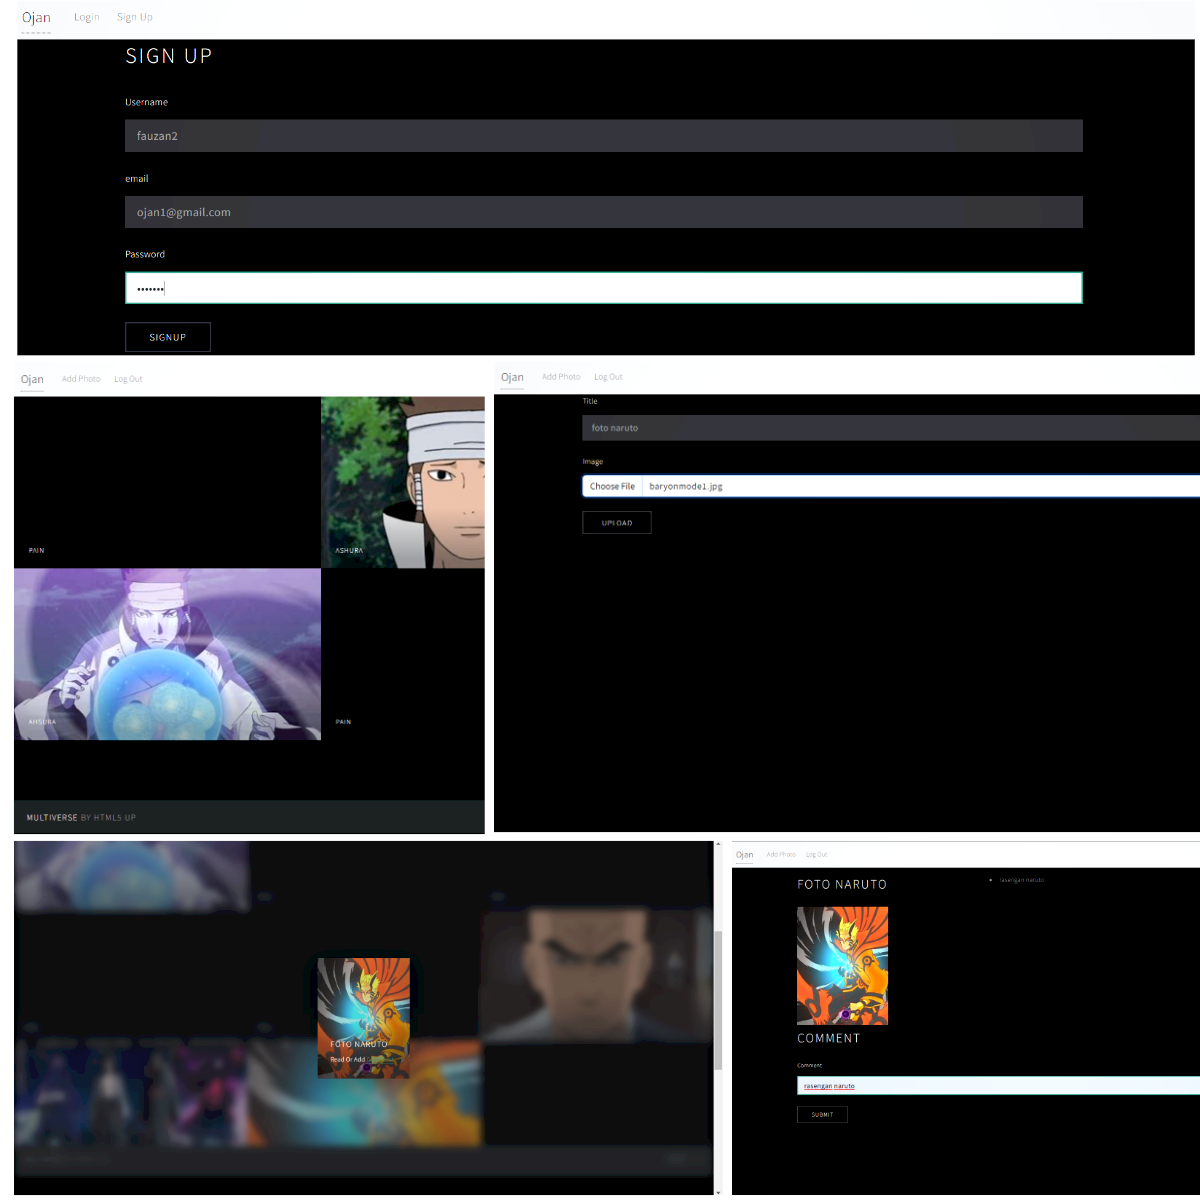 Ojan Login Sign Up
SIGN UP
Username
fauzan2
email
ojan1@gmail.com
Password
•••••••
SIGNUP
Ojan Add Photo Log Out
PAIN
ASHURA
AHSURA
PAIN
MULTIVERSE BY HTML5 UP
Ojan Add Photo Log Out
Title
foto naruto
Image
Choose File baryonmode1.jpg
UPLOAD
FOTO NARUTO
Read Or Add
Ojan Add Photo Log Out
FOTO NARUTO
• rasengan naruto
COMMENT
Comment
rasengan naruto
SUBMIT